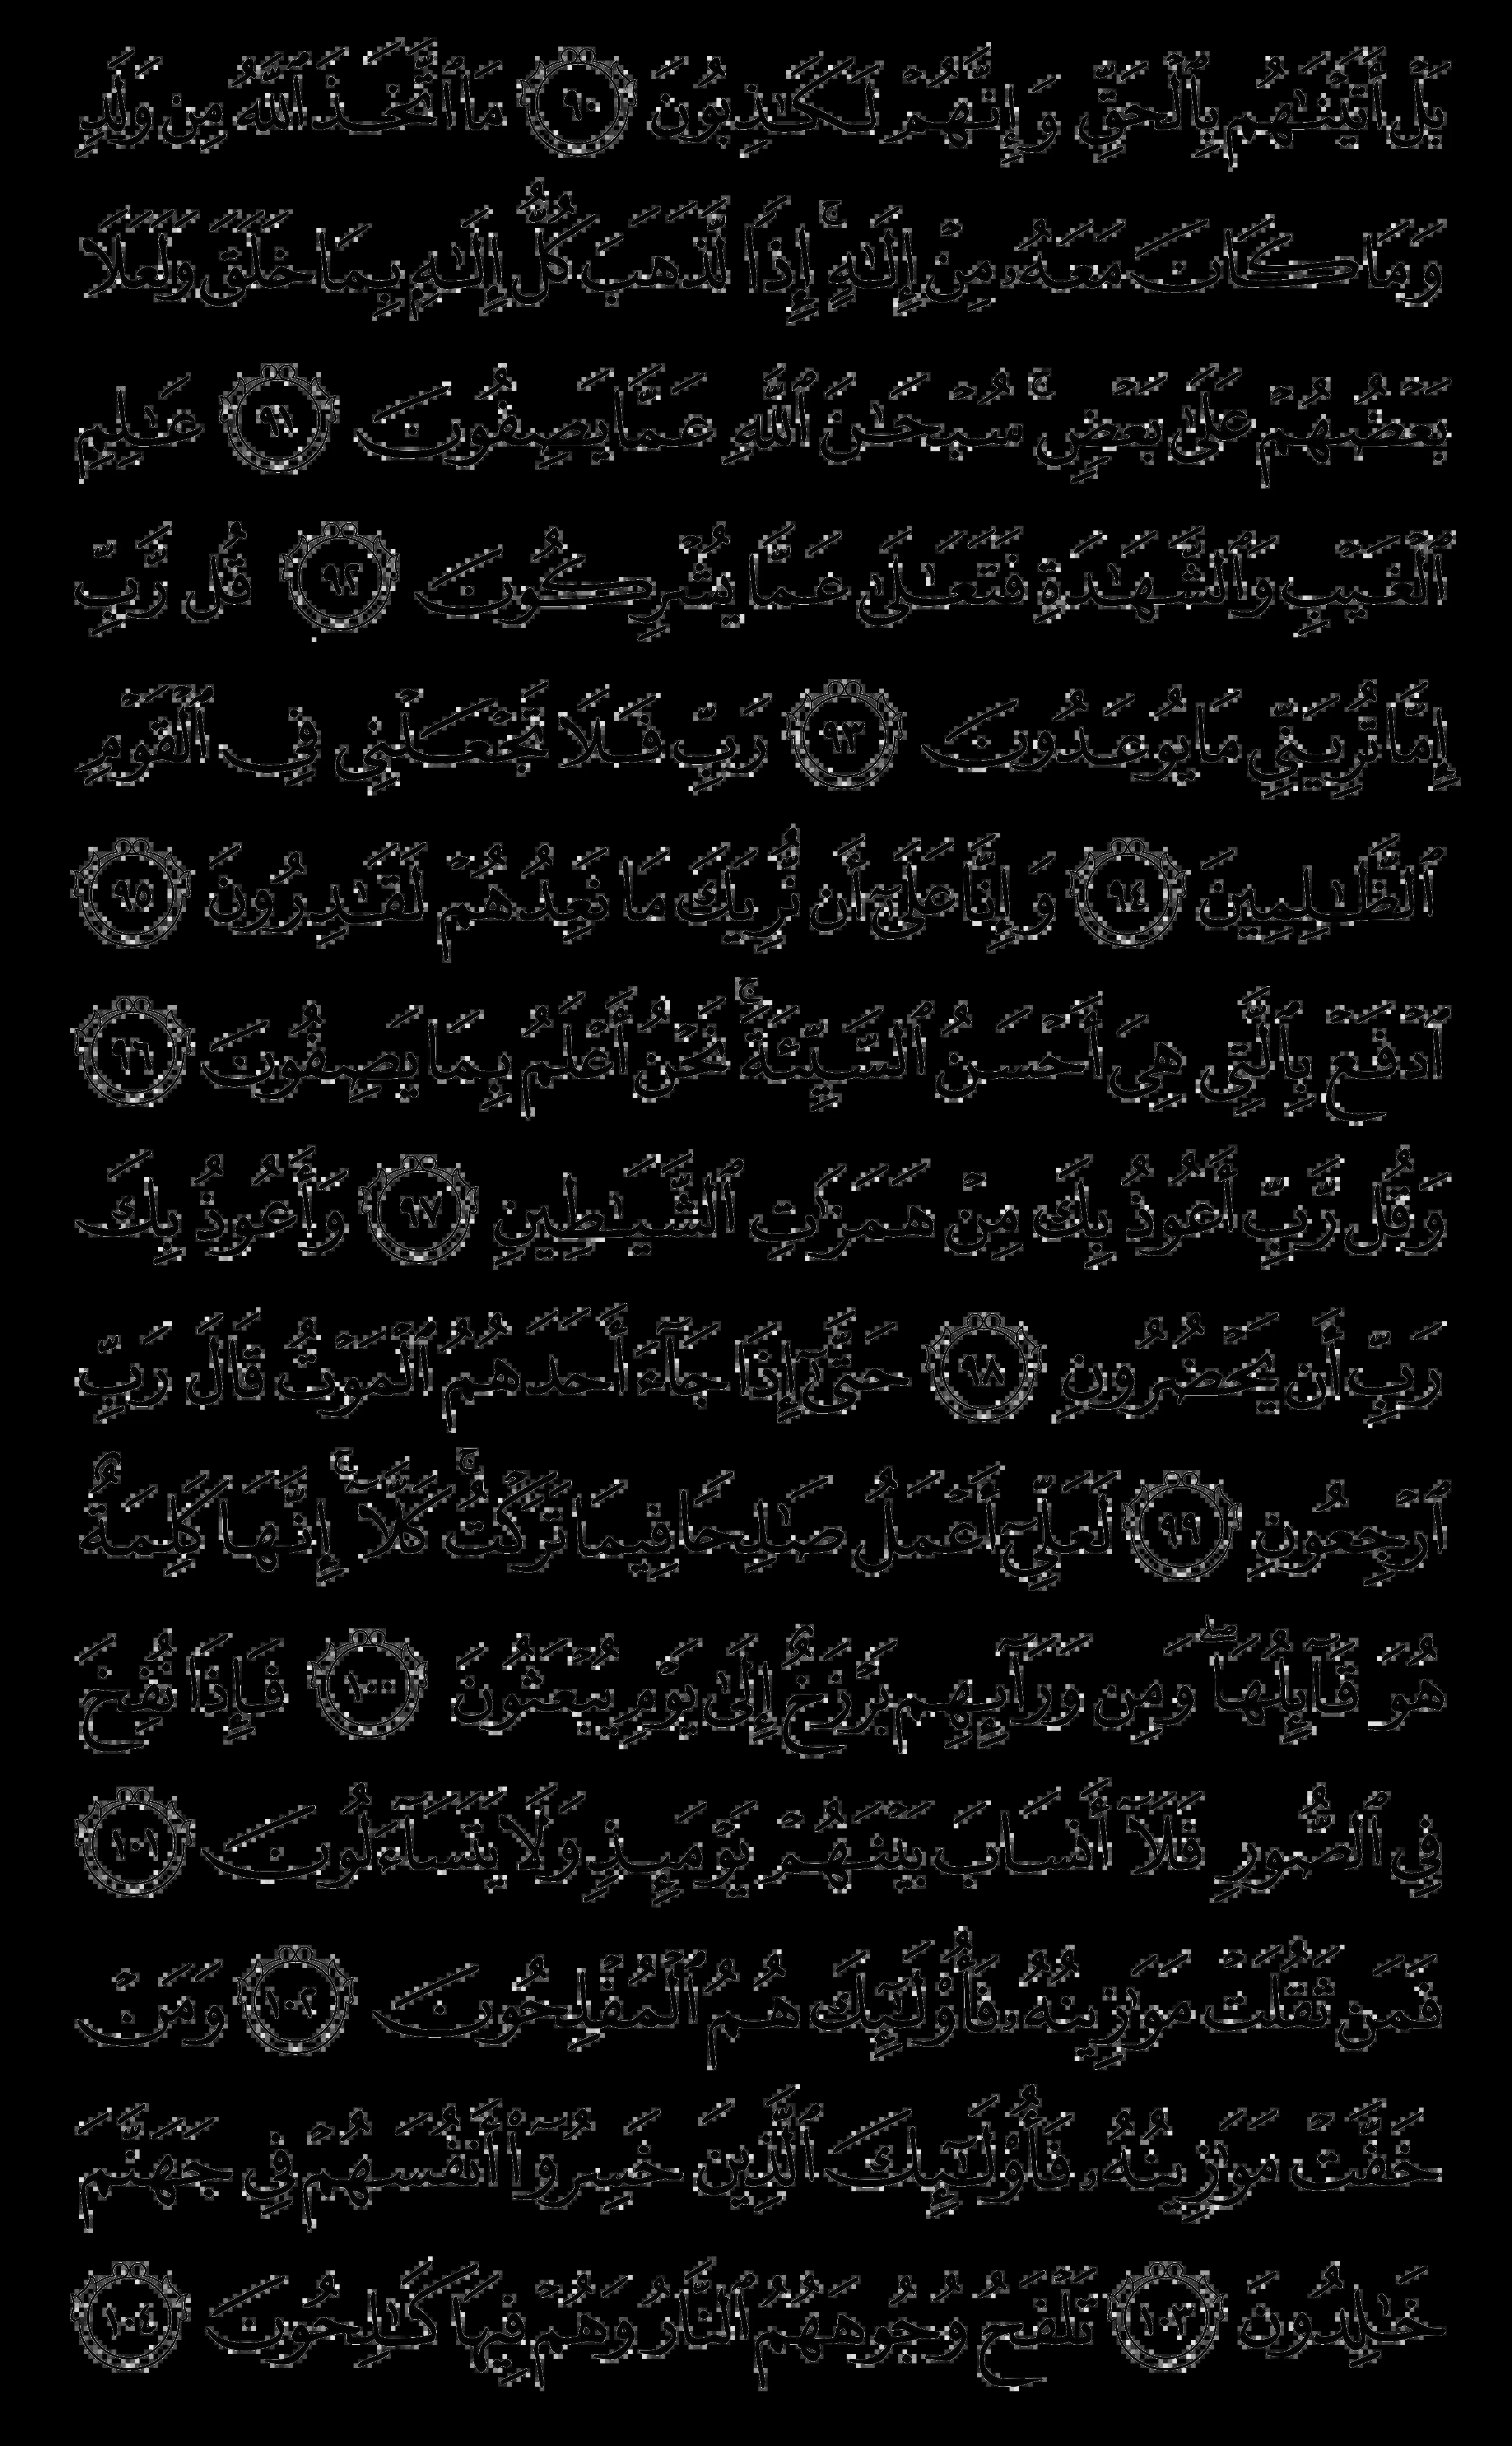 بَلْ أَتَيْنَٰهُم بِٱلْحَقِّ وَإِنَّهُمْ لَكَٰذِبُونَ ٩٠ مَا ٱتَّخَذَ ٱللَّهُ مِن وَلَدٍ
وَمَا كَانَ مَعَهُۥ مِنْ إِلَٰهٍ ۚ إِذًا لَّذَهَبَ كُلُّ إِلَٰهٍۭ بِمَا خَلَقَ وَلَعَلَا
بَعْضُهُمْ عَلَىٰ بَعْضٍ ۚ سُبْحَٰنَ ٱللَّهِ عَمَّا يَصِفُونَ ٩١ عَٰلِمِ
ٱلْغَيْبِ وَٱلشَّهَٰدَةِ فَتَعَٰلَىٰ عَمَّا يُشْرِكُونَ ٩٢ قُل رَّبِّ
إِمَّا تُرِيَنِّي مَا يُوعَدُونَ ٩٣ رَبِّ فَلَا تَجْعَلْنِي فِي ٱلْقَوْمِ
ٱلظَّٰلِمِينَ ٩٤ وَإِنَّا عَلَىٰٓ أَن نُّرِيَكَ مَا نَعِدُهُمْ لَقَٰدِرُونَ ٩٥
ٱدْفَعْ بِٱلَّتِي هِيَ أَحْسَنُ ٱلسَّيِّئَةَ ۚ نَحْنُ أَعْلَمُ بِمَا يَصِفُونَ ٩٦
وَقُل رَّبِّ أَعُوذُ بِكَ مِنْ هَمَزَٰتِ ٱلشَّيَٰطِينِ ٩٧ وَأَعُوذُ بِكَ
رَبِّ أَن يَحْضُرُونِ ٩٨ حَتَّىٰٓ إِذَا جَآءَ أَحَدَهُمُ ٱلْمَوْتُ قَالَ رَبِّ
ٱرْجِعُونِ ٩٩ لَعَلِّيٓ أَعْمَلُ صَٰلِحًا فِيمَا تَرَكْتُ ۚ كَلَّآ ۚ إِنَّهَا كَلِمَةٌ
هُوَ قَآئِلُهَا ۖ وَمِن وَرَآئِهِم بَرْزَخٌ إِلَىٰ يَوْمِ يُبْعَثُونَ ١٠٠ فَإِذَا نُفِخَ
فِي ٱلصُّورِ فَلَآ أَنسَابَ بَيْنَهُمْ يَوْمَئِذٍ وَلَا يَتَسَآءَلُونَ ١٠١
فَمَن ثَقُلَتْ مَوَٰزِينُهُۥ فَأُو۟لَٰٓئِكَ هُمُ ٱلْمُفْلِحُونَ ١٠٢ وَمَنْ
خَفَّتْ مَوَٰزِينُهُۥ فَأُو۟لَٰٓئِكَ ٱلَّذِينَ خَسِرُوٓا۟ أَنفُسَهُمْ فِي جَهَنَّمَ
خَٰلِدُونَ ١٠٣ تَلْفَحُ وُجُوهَهُمُ ٱلنَّارُ وَهُمْ فِيهَا كَٰلِحُونَ ١٠٤